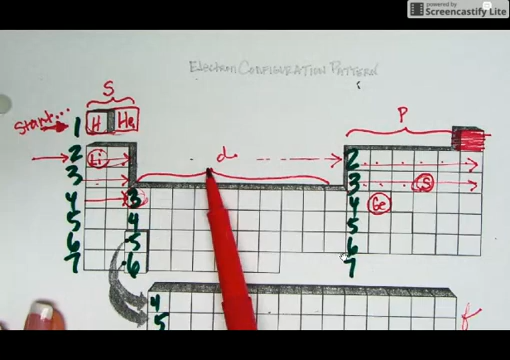 powered by
Screencastify Lite
ELECTRON CONFIGURATION PATTERN
S
Start...
1 H He
P
2 Li d 2
3 3
4 3 4 Ge
5 4 5
6 5 6
7 6 7
4
5 f